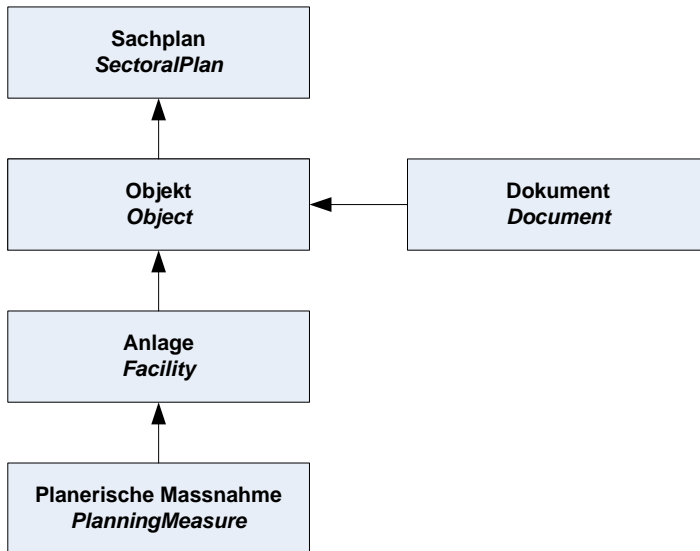 Sachplan
SectoralPlan
Objekt
Object
Dokument
Document
Anlage
Facility
Planerische Massnahme
PlanningMeasure